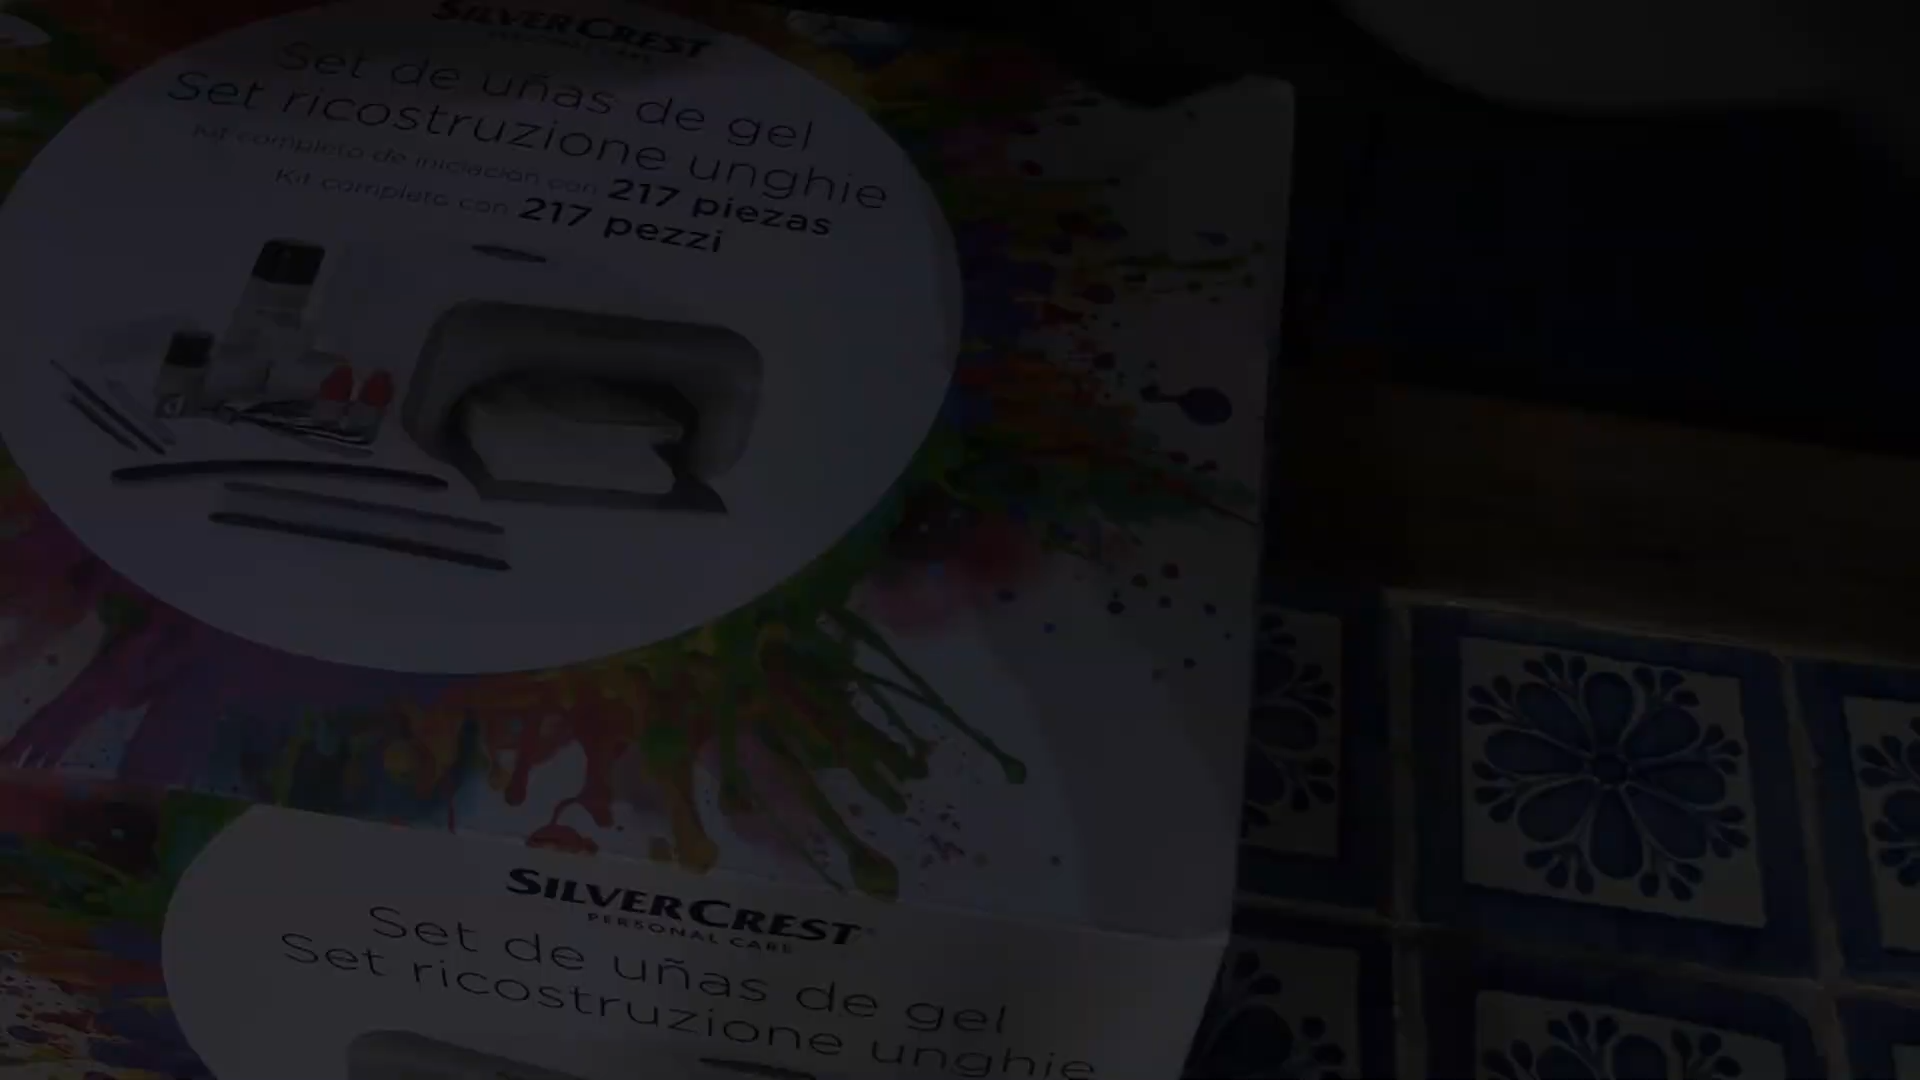 SILVERCREST
Set de uñas de gel
Set ricostruzione unghie
Kit completo de iniciación con 217 piezas
Kit completo con 217 pezzi
SILVERCREST
PERSONAL CARE
Set de uñas de gel
Set ricostruzione unghie